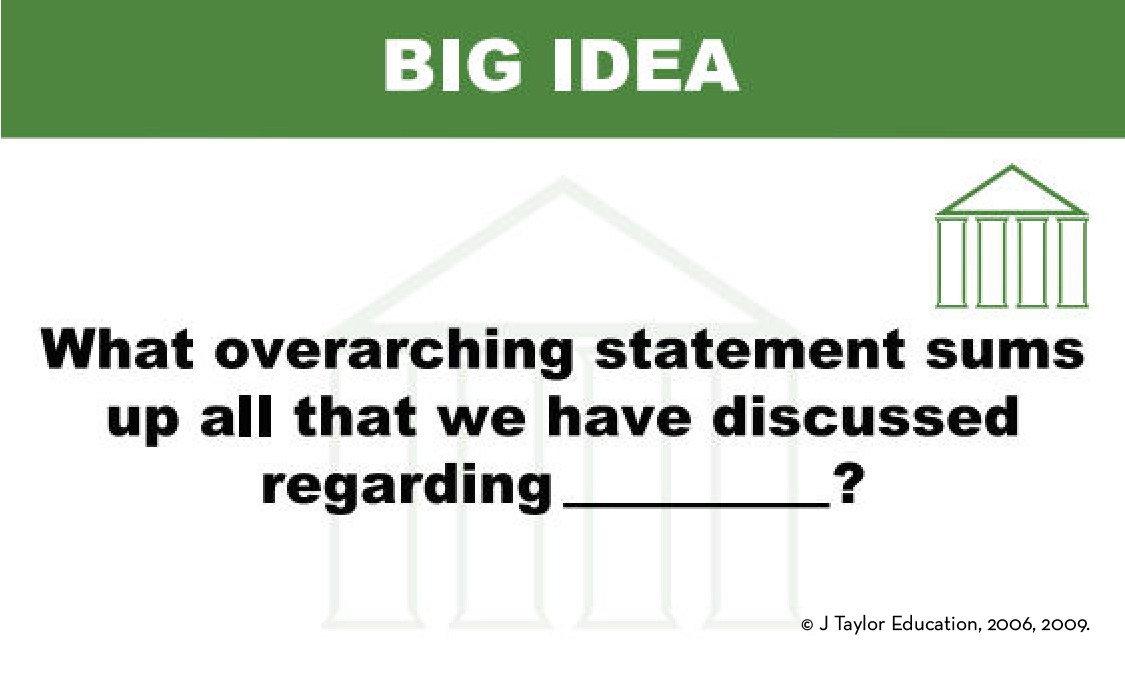 BIG IDEA
What overarching statement sums
up all that we have discussed
regarding __________?
© J Taylor Education, 2006, 2009.